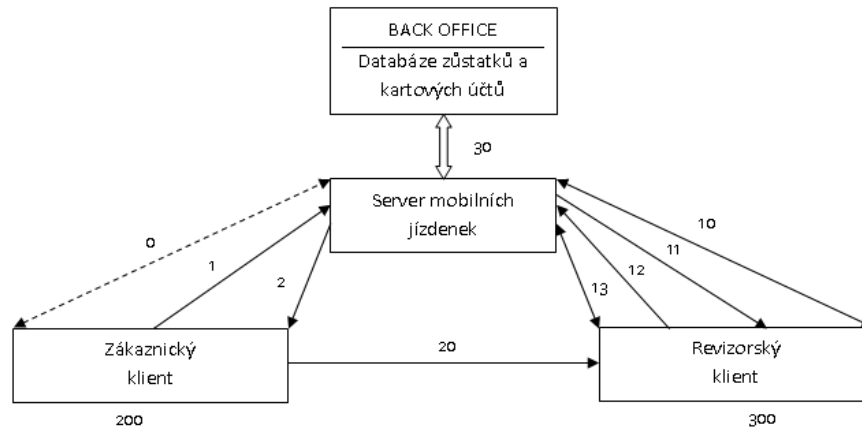 BACK OFFICE
Databáze zůstatků a
kartových účtů
30
Server mobilních
jízdenek
0
1
2
13
12
11
10
Zákaznický
klient
20
Revizorský
klient
200
300